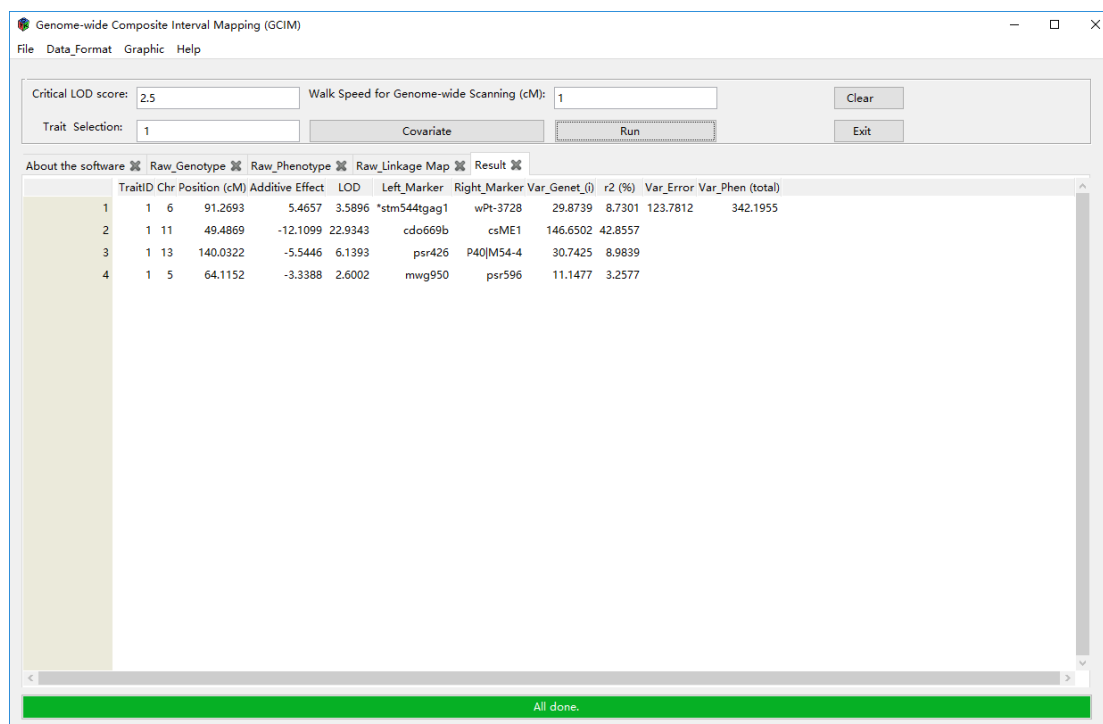 Genome-wide Composite Interval Mapping (GCIM)
File Data_Format Graphic Help
Critical LOD score: 2.5 Walk Speed for Genome-wide Scanning (cM): 1 Clear
Trait Selection: 1 Covariate Run Exit
About the software Raw_Genotype Raw_Phenotype Raw_Linkage Map Result
TraitID Chr Position (cM) Additive Effect LOD Left_Marker Right_Marker Var_Genet_(i) r2 (%) Var_Error Var_Phen (total)
1 1 6 91.2693 5.4657 3.5896 *stm544tgag1 wPt-3728 29.8739 8.7301 123.7812 342.1955
2 1 11 49.4869 -12.1099 22.9343 cdo669b csME1 146.6502 42.8557
3 1 13 140.0322 -5.5446 6.1393 psr426 P40|M54-4 30.7425 8.9839
4 1 5 64.1152 -3.3388 2.6002 mwg950 psr596 11.1477 3.2577
All done.